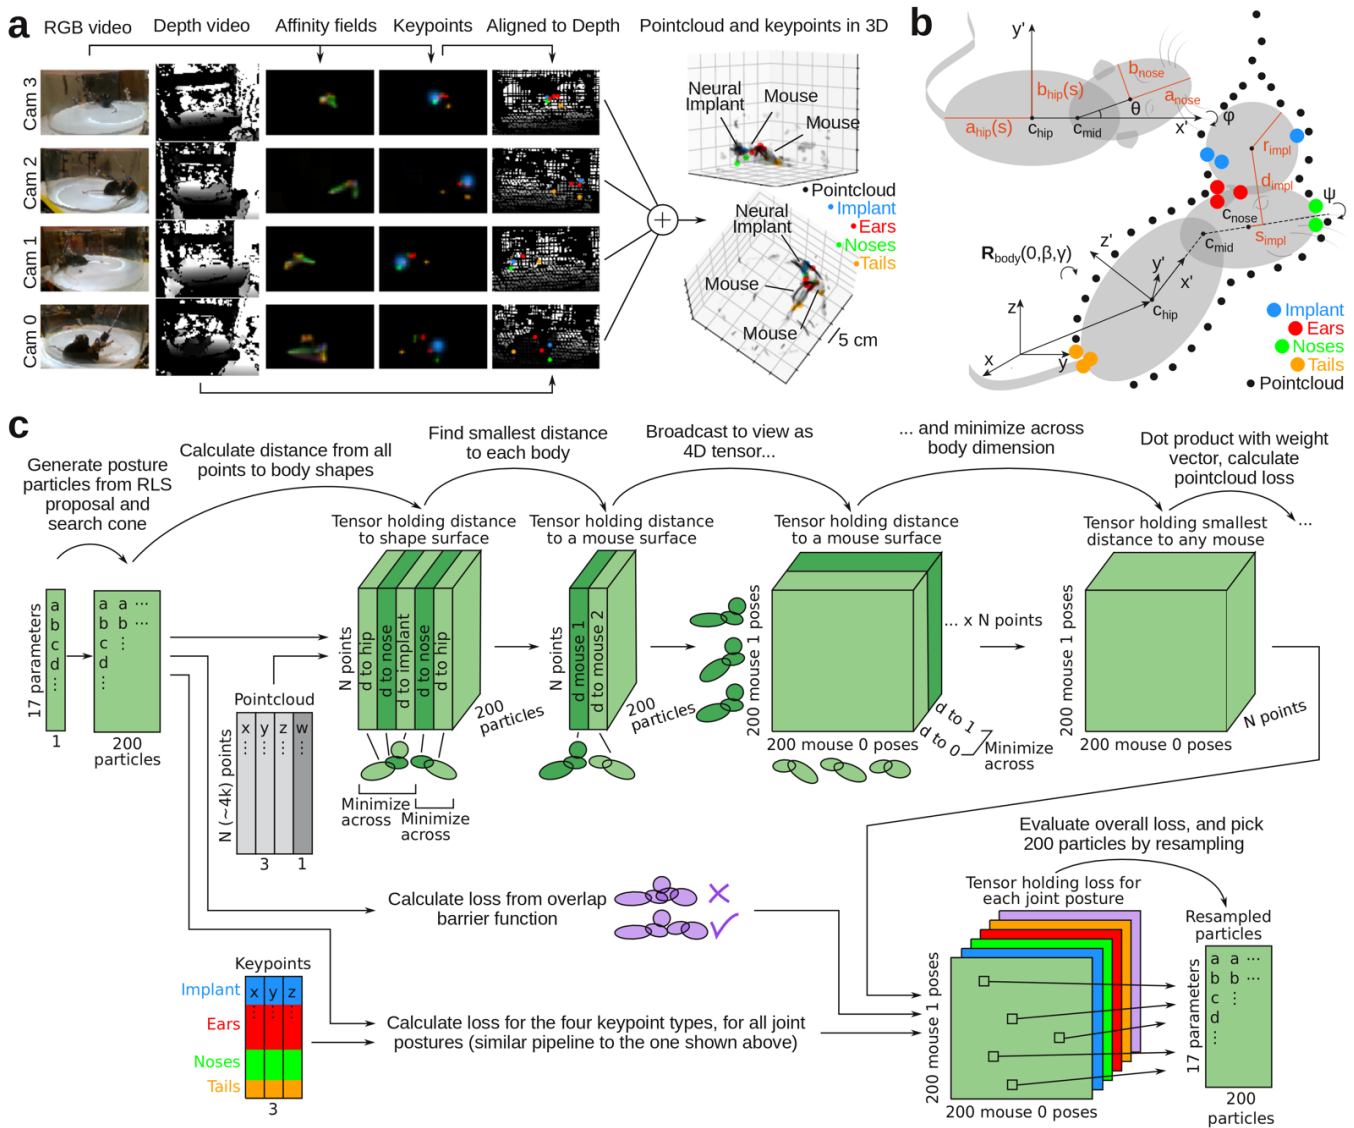 a
RGB video
Depth video
Affinity fields
Keypoints
Aligned to Depth
Pointcloud and keypoints in 3D
Cam 3
Cam 2
Cam 1
Cam 0
Neural
Implant
Mouse
Mouse
Pointcloud
Implant
Ears
Noses
Tails
Neural
Implant
Mouse
Mouse
5 cm
b
y'
b_nose
a_nose
b_hip(s)
θ
a_hip(s)
c_hip
c_mid
x'
φ
r_impl
d_impl
c_nose
ψ
c_mid
s_impl
R_body(0,β,γ)
z'
y'
x'
c_hip
z
x
y
Implant
Ears
Noses
Tails
Pointcloud
c
Generate posture
particles from RLS
proposal and
search cone
Calculate distance from all
points to body shapes
Find smallest distance
to each body
Broadcast to view as
4D tensor...
... and minimize across
body dimension
Dot product with weight
vector, calculate
pointcloud loss
...
Tensor holding distance
to shape surface
Tensor holding distance
to a mouse surface
Tensor holding distance
to a mouse surface
Tensor holding smallest
distance to any mouse
17 parameters
a
b
c
d
⋮
1
a a ···
b b ···
c ⋮
d
⋮
200
particles
Pointcloud
N (~4k) points
x y z w
⋮ ⋮ ⋮ ⋮
3 1
N points
d to hip
d to nose
d to implant
d to nose
d to hip
200
particles
Minimize
across
Minimize
across
N points
d mouse 1
d to mouse 2
200
particles
200 mouse 1 poses
200 mouse 0 poses
... x N points
d to 1
d to 0
Minimize
across
200 mouse 1 poses
200 mouse 0 poses
N points
Calculate loss from overlap
barrier function
Keypoints
Implant
Ears
Noses
Tails
x y z
⋮ ⋮ ⋮
3
Calculate loss for the four keypoint types, for all joint
postures (similar pipeline to the one shown above)
Evaluate overall loss, and pick
200 particles by resampling
Tensor holding loss for
each joint posture
200 mouse 1 poses
200 mouse 0 poses
Resampled
particles
17 parameters
a a ···
b b ···
c ⋮
d
⋮
200
particles